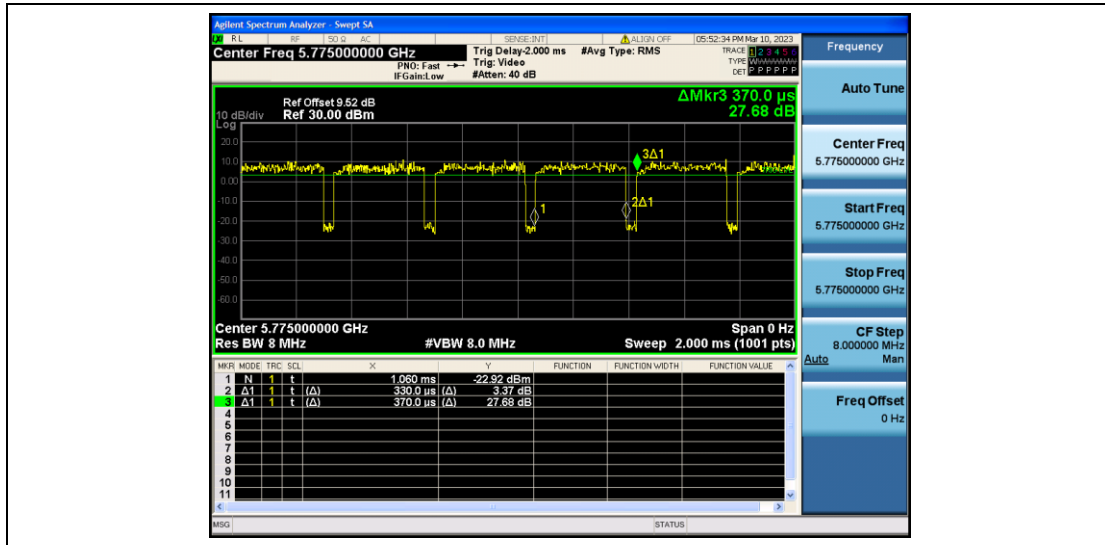 Agilent Spectrum Analyzer - Swept SA
RL RF 50 Ω AC SENSE:INT ALIGN OFF 05:52:34 PM Mar 10, 2023
Center Freq 5.775000000 GHz
PNO: Fast
IFGain:Low
Trig Delay-2.000 ms
Trig: Video
#Atten: 40 dB
#Avg Type: RMS
TRACE 1 2 3 4 5 6
TYPE
DET P P P P P P
ΔMkr3 370.0 µs
27.68 dB
Ref Offset 9.52 dB
10 dB/div Ref 30.00 dBm
Log
20.0
10.0
0.00
-10.0
-20.0
-30.0
-40.0
-50.0
-60.0
3Δ1
2Δ1
1
Center 5.775000000 GHz Span 0 Hz
Res BW 8 MHz #VBW 8.0 MHz Sweep 2.000 ms (1001 pts)
MKR MODE TRC SCL X Y FUNCTION FUNCTION WIDTH FUNCTION VALUE
1 N 1 t 1.060 ms -22.92 dBm
2 Δ1 1 t (Δ) 330.0 µs (Δ) 3.37 dB
3 Δ1 1 t (Δ) 370.0 µs (Δ) 27.68 dB
4
5
6
7
8
9
10
11
MSG STATUS
Frequency
Auto Tune
Center Freq
5.775000000 GHz
Start Freq
5.775000000 GHz
Stop Freq
5.775000000 GHz
CF Step
8.000000 MHz
Auto Man
Freq Offset
0 Hz